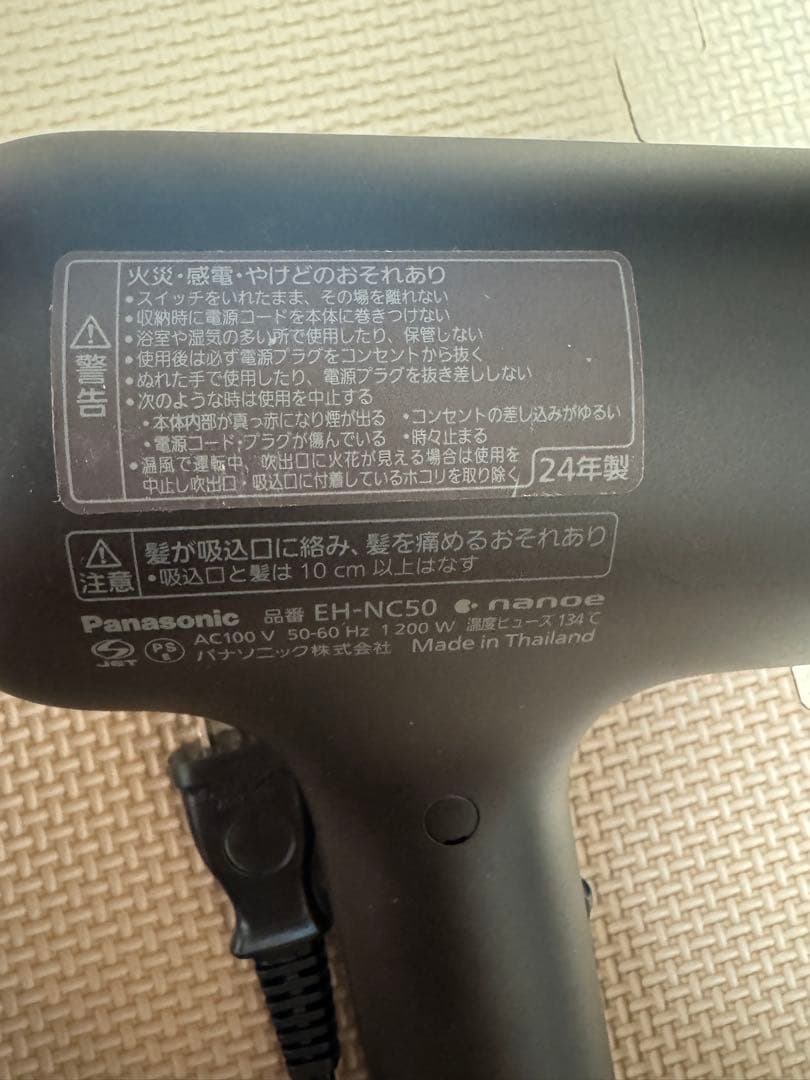 警告
火災・感電・やけどのおそれあり
•スイッチをいれたまま、その場を離れない
•収納時に電源コードを本体に巻きつけない
•浴室や湿気の多い所で使用したり、保管しない
•使用後は必ず電源プラグをコンセントから抜く
•ぬれた手で使用したり、電源プラグを抜き差ししない
•次のような時は使用を中止する
・本体内部が真っ赤になり煙が出る ・コンセントの差し込みがゆるい
・電源コード・プラグが傷んでいる ・時々止まる
•温風で運転中、吹出口に火花が見える場合は使用を
中止し吹出口・吸込口に付着しているホコリを取り除く
24年製
注意
髪が吸込口に絡み、髪を痛めるおそれあり
•吸込口と髪は10cm以上はなす
Panasonic 品番 EH-NC50 nanoe
AC100V 50-60Hz 1200W 温度ヒューズ 134℃
JET PS E パナソニック株式会社 Made in Thailand